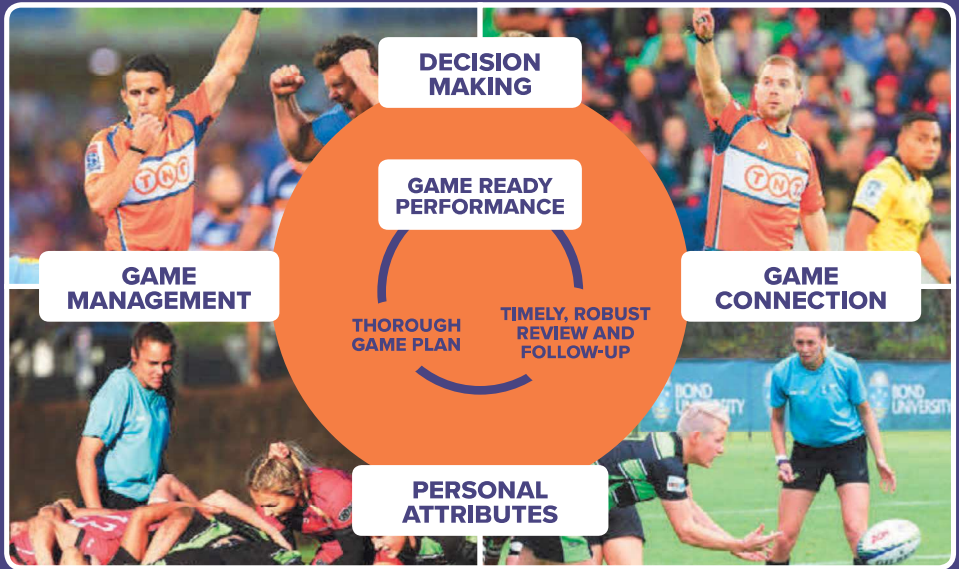 DECISION
MAKING
GAME READY
PERFORMANCE
GAME
MANAGEMENT
GAME
CONNECTION
THOROUGH
GAME PLAN
TIMELY, ROBUST
REVIEW AND
FOLLOW-UP
PERSONAL
ATTRIBUTES
TNT
TNT
BOND
UNIVERSITY
BOND
UNIVERSITY